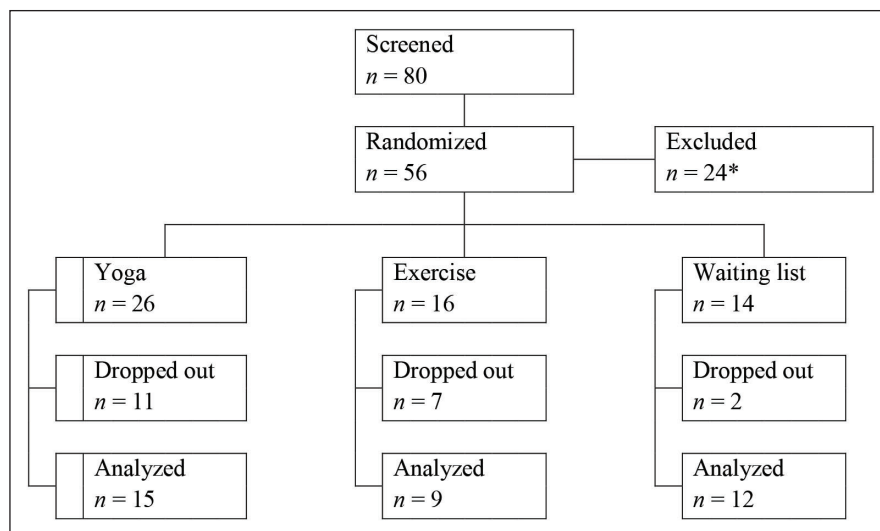 Screened
n = 80
Randomized
n = 56
Excluded
n = 24*
Yoga
n = 26
Exercise
n = 16
Waiting list
n = 14
Dropped out
n = 11
Dropped out
n = 7
Dropped out
n = 2
Analyzed
n = 15
Analyzed
n = 9
Analyzed
n = 12